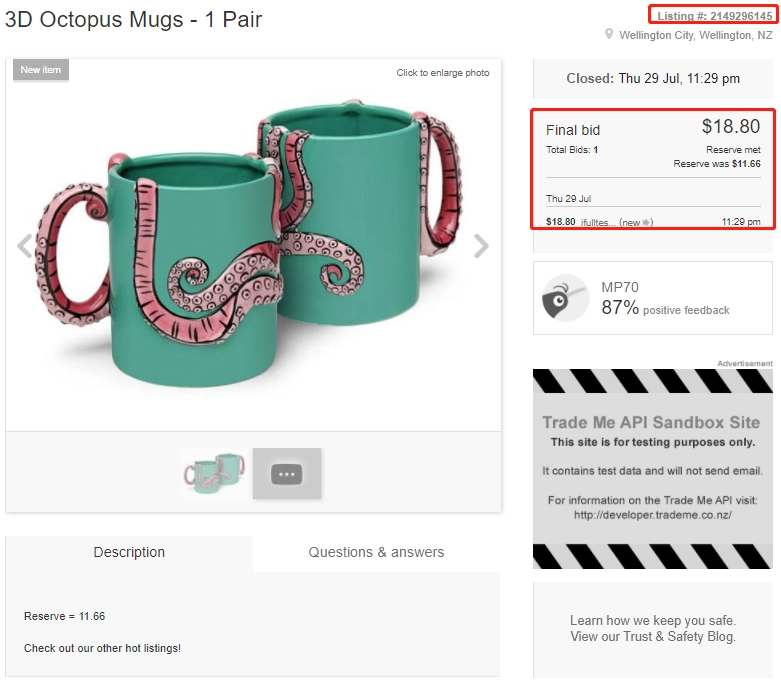 3D Octopus Mugs - 1 Pair
Listing #: 2149296145
Wellington City, Wellington, NZ
New item
Click to enlarge photo
Closed: Thu 29 Jul, 11:29 pm
Final bid
$18.80
Total Bids: 1
Reserve met
Reserve was $11.66
Thu 29 Jul
$18.80 ifulltes... (new) 11:29 pm
MP70
87% positive feedback
Advertisement
Trade Me API Sandbox Site
This site is for testing purposes only.
It contains test data and will not send email.
For information on the Trade Me API visit:
http://developer.trademe.co.nz/
Description
Questions & answers
Reserve = 11.66
Check out our other hot listings!
Learn how we keep you safe.
View our Trust & Safety Blog.